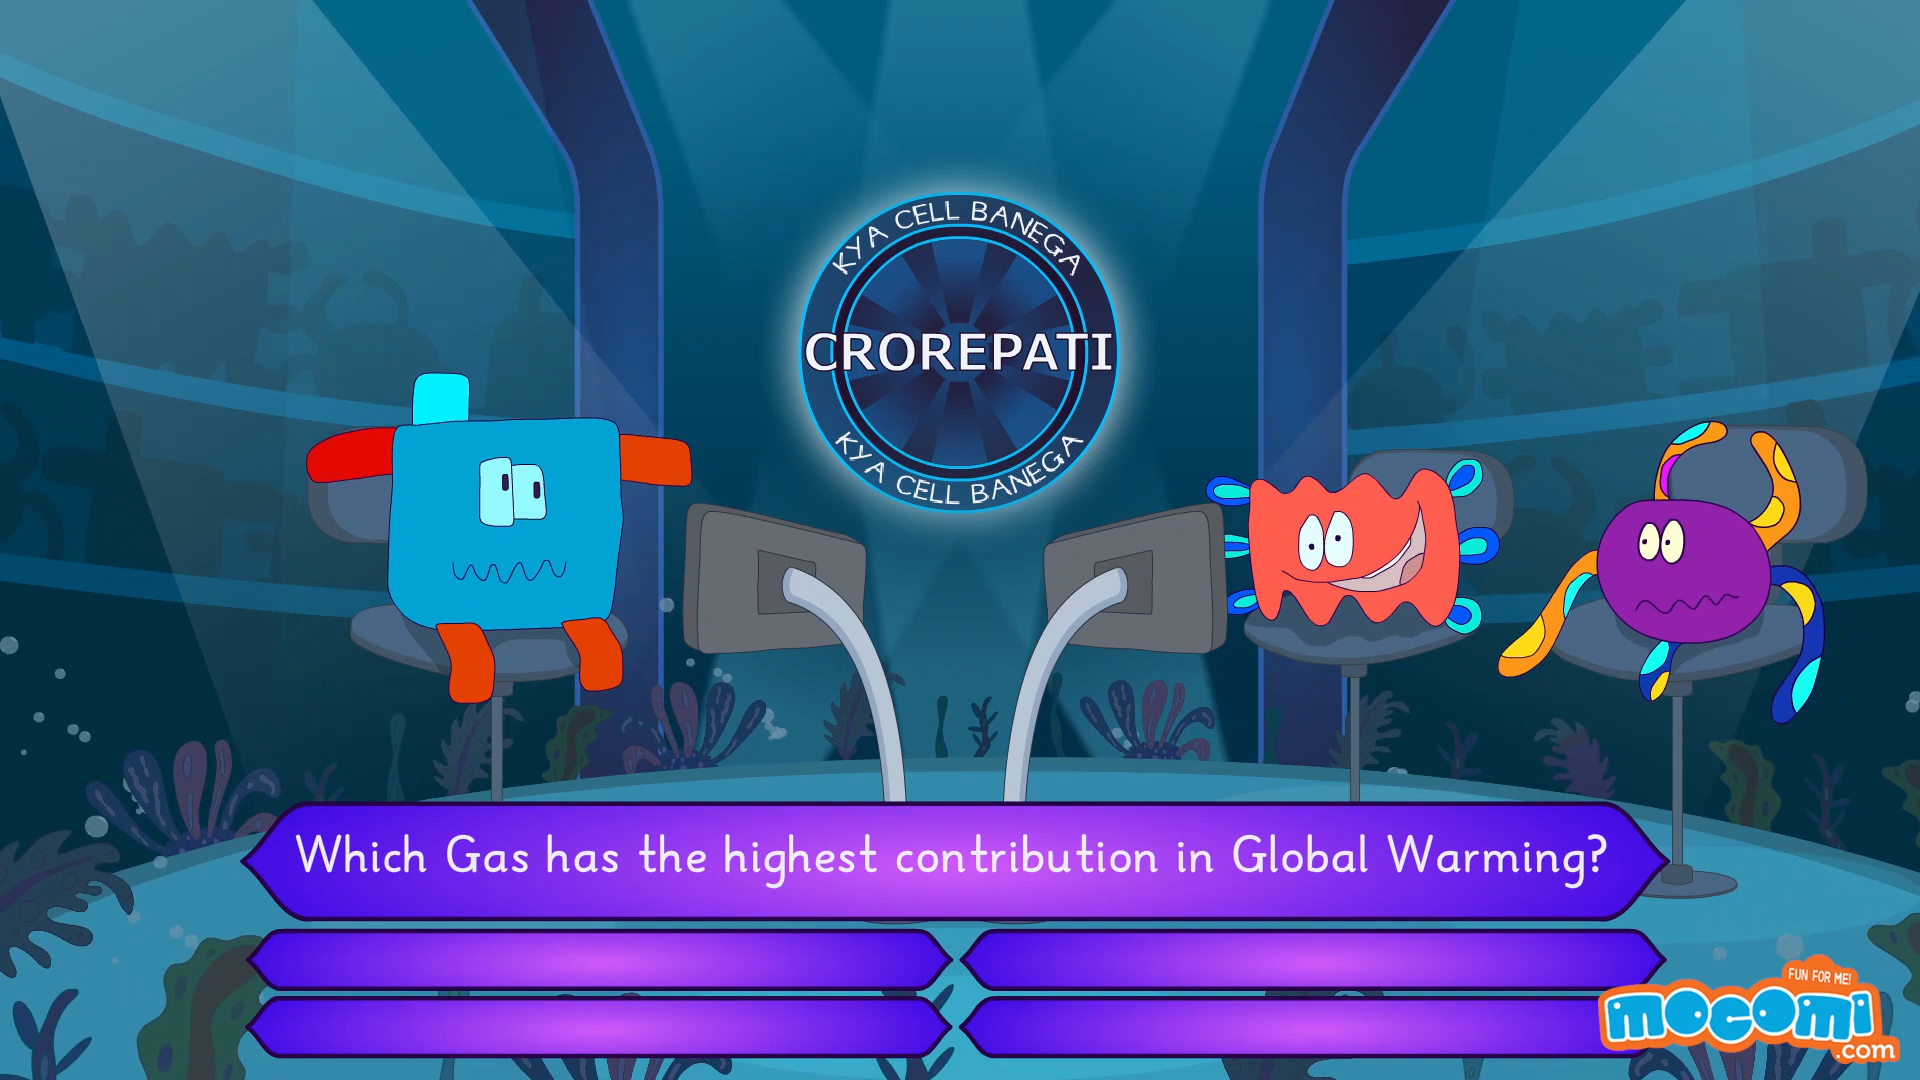 KYA CELL BANEGA
CROREPATI
KYA CELL BANEGA
Which Gas has the highest contribution in Global Warming?
FUN FOR ME!
mocomi
.com